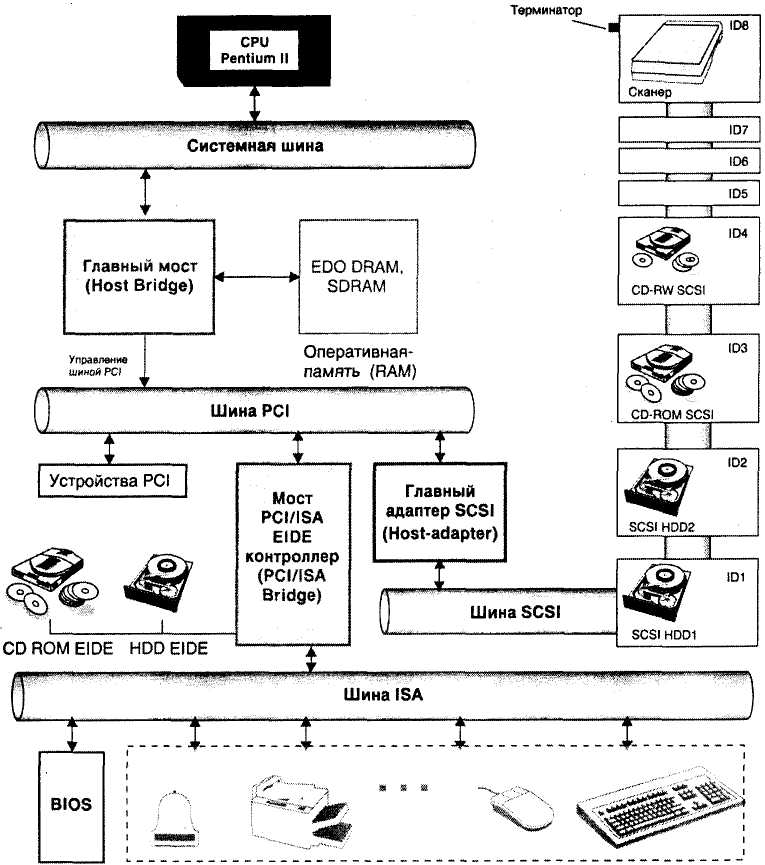 Терминатор
CPU
Pentium II
ID8
Сканер
Системная шина
ID7
ID6
ID5
Главный мост
(Host Bridge)
EDO DRAM,
SDRAM
ID4
CD-RW SCSI
Управление
шиной PCI
Оперативная-
память (RAM)
ID3
CD-ROM SCSI
Шина PCI
Устройства PCI
Мост
PCI/ISA
EIDE
контроллер
(PCI/ISA
Bridge)
Главный
адаптер SCSI
(Host-adapter)
ID2
SCSI HDD2
ID1
SCSI HDD1
Шина SCSI
CD ROM EIDE
HDD EIDE
Шина ISA
BIOS